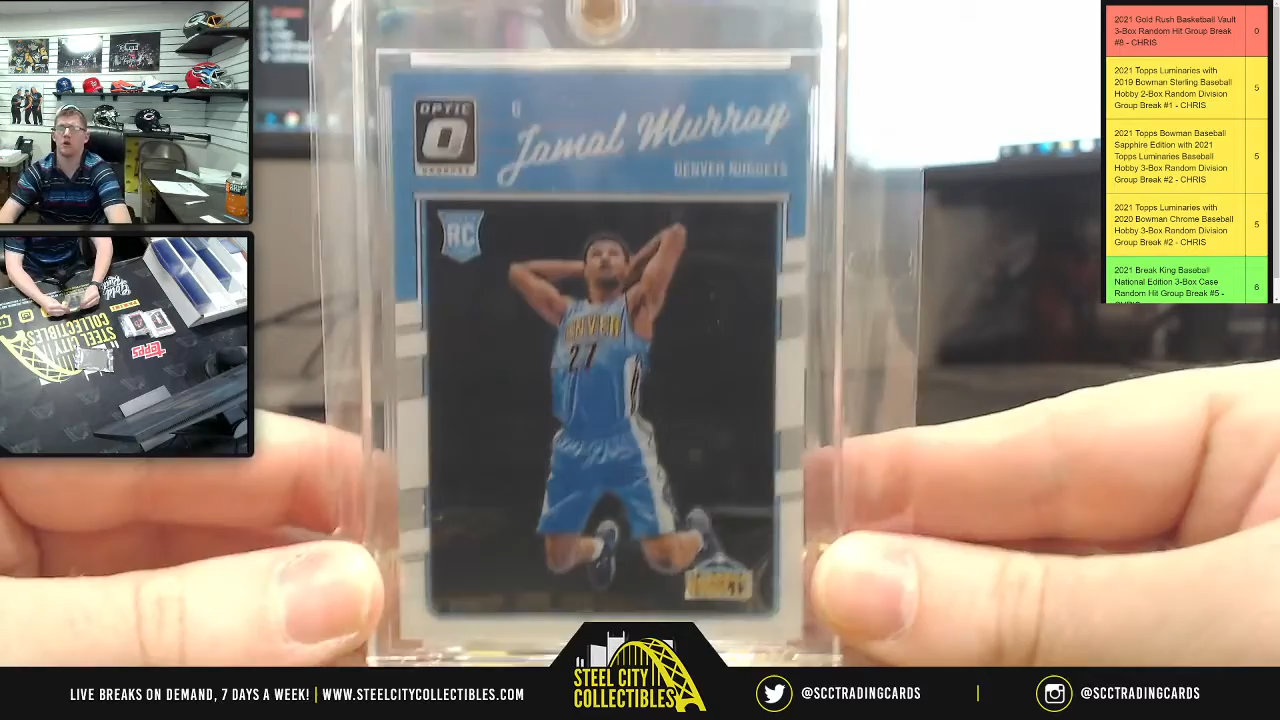 OPTIC
Jamal Murray
DENVER NUGGETS
RC
DENVER
27
2021 Gold Rush Basketball Vault
3-Box Random Hit Group Break
#8 - CHRIS
0
2021 Topps Luminaries with
2019 Bowman Sterling Baseball
Hobby 2-Box Random Division
Group Break #1 - CHRIS
5
2021 Topps Bowman Baseball
Sapphire Edition with 2021
Topps Luminaries Baseball
Hobby 3-Box Random Division
Group Break #2 - CHRIS
5
2021 Topps Luminaries with
2020 Bowman Chrome Baseball
Hobby 3-Box Random Division
Group Break #2 - CHRIS
5
2021 Break King Baseball
National Edition 3-Box Case
Random Hit Group Break #5 -
6
STEEL CITY
COLLECTIBLES
topps
STEEL CITY
COLLECTIBLES
LIVE BREAKS ON DEMAND, 7 DAYS A WEEK! | WWW.STEELCITYCOLLECTIBLES.COM
@SCCTRADINGCARDS
@SCCTRADINGCARDS